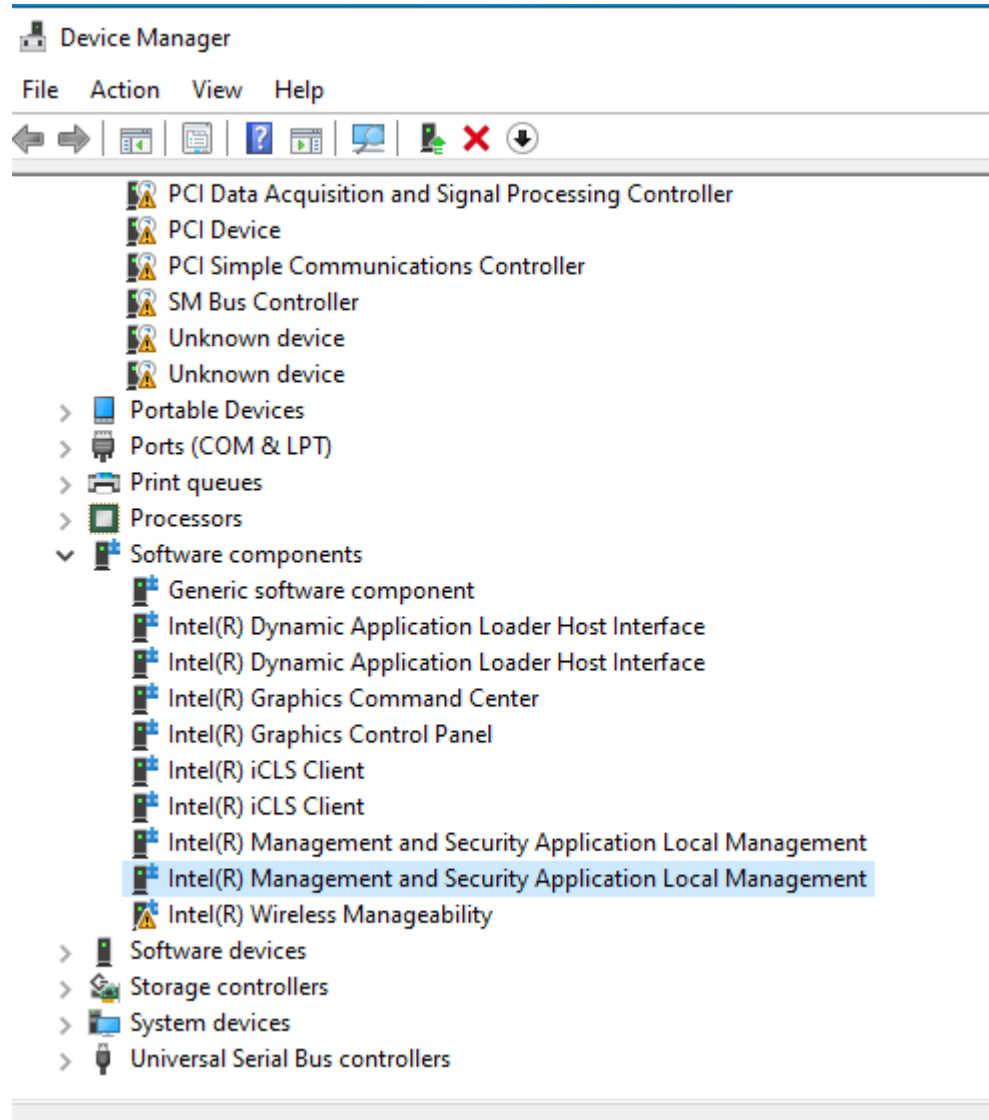 Device Manager
File Action View Help
PCI Data Acquisition and Signal Processing Controller
PCI Device
PCI Simple Communications Controller
SM Bus Controller
Unknown device
Unknown device
Portable Devices
Ports (COM & LPT)
Print queues
Processors
Software components
Generic software component
Intel(R) Dynamic Application Loader Host Interface
Intel(R) Dynamic Application Loader Host Interface
Intel(R) Graphics Command Center
Intel(R) Graphics Control Panel
Intel(R) iCLS Client
Intel(R) iCLS Client
Intel(R) Management and Security Application Local Management
Intel(R) Management and Security Application Local Management
Intel(R) Wireless Manageability
Software devices
Storage controllers
System devices
Universal Serial Bus controllers